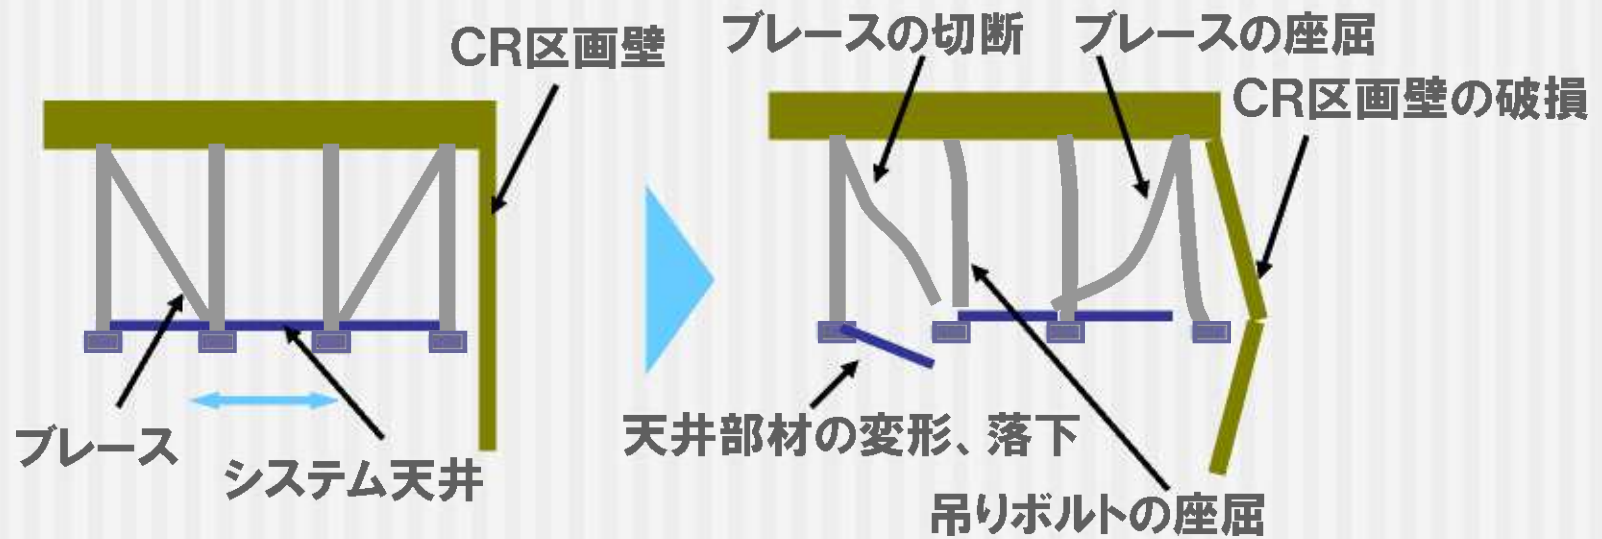 CR区画壁
ブレース
システム天井
ブレースの切断
ブレースの座屈
CR区画壁の破損
天井部材の変形、落下
吊りボルトの座屈